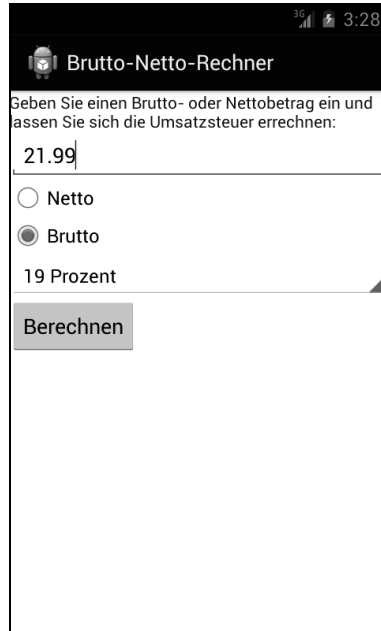 3G 3:28
Brutto-Netto-Rechner
Geben Sie einen Brutto- oder Nettobetrag ein und
lassen Sie sich die Umsatzsteuer errechnen:
21.99
Netto
Brutto
19 Prozent
Berechnen